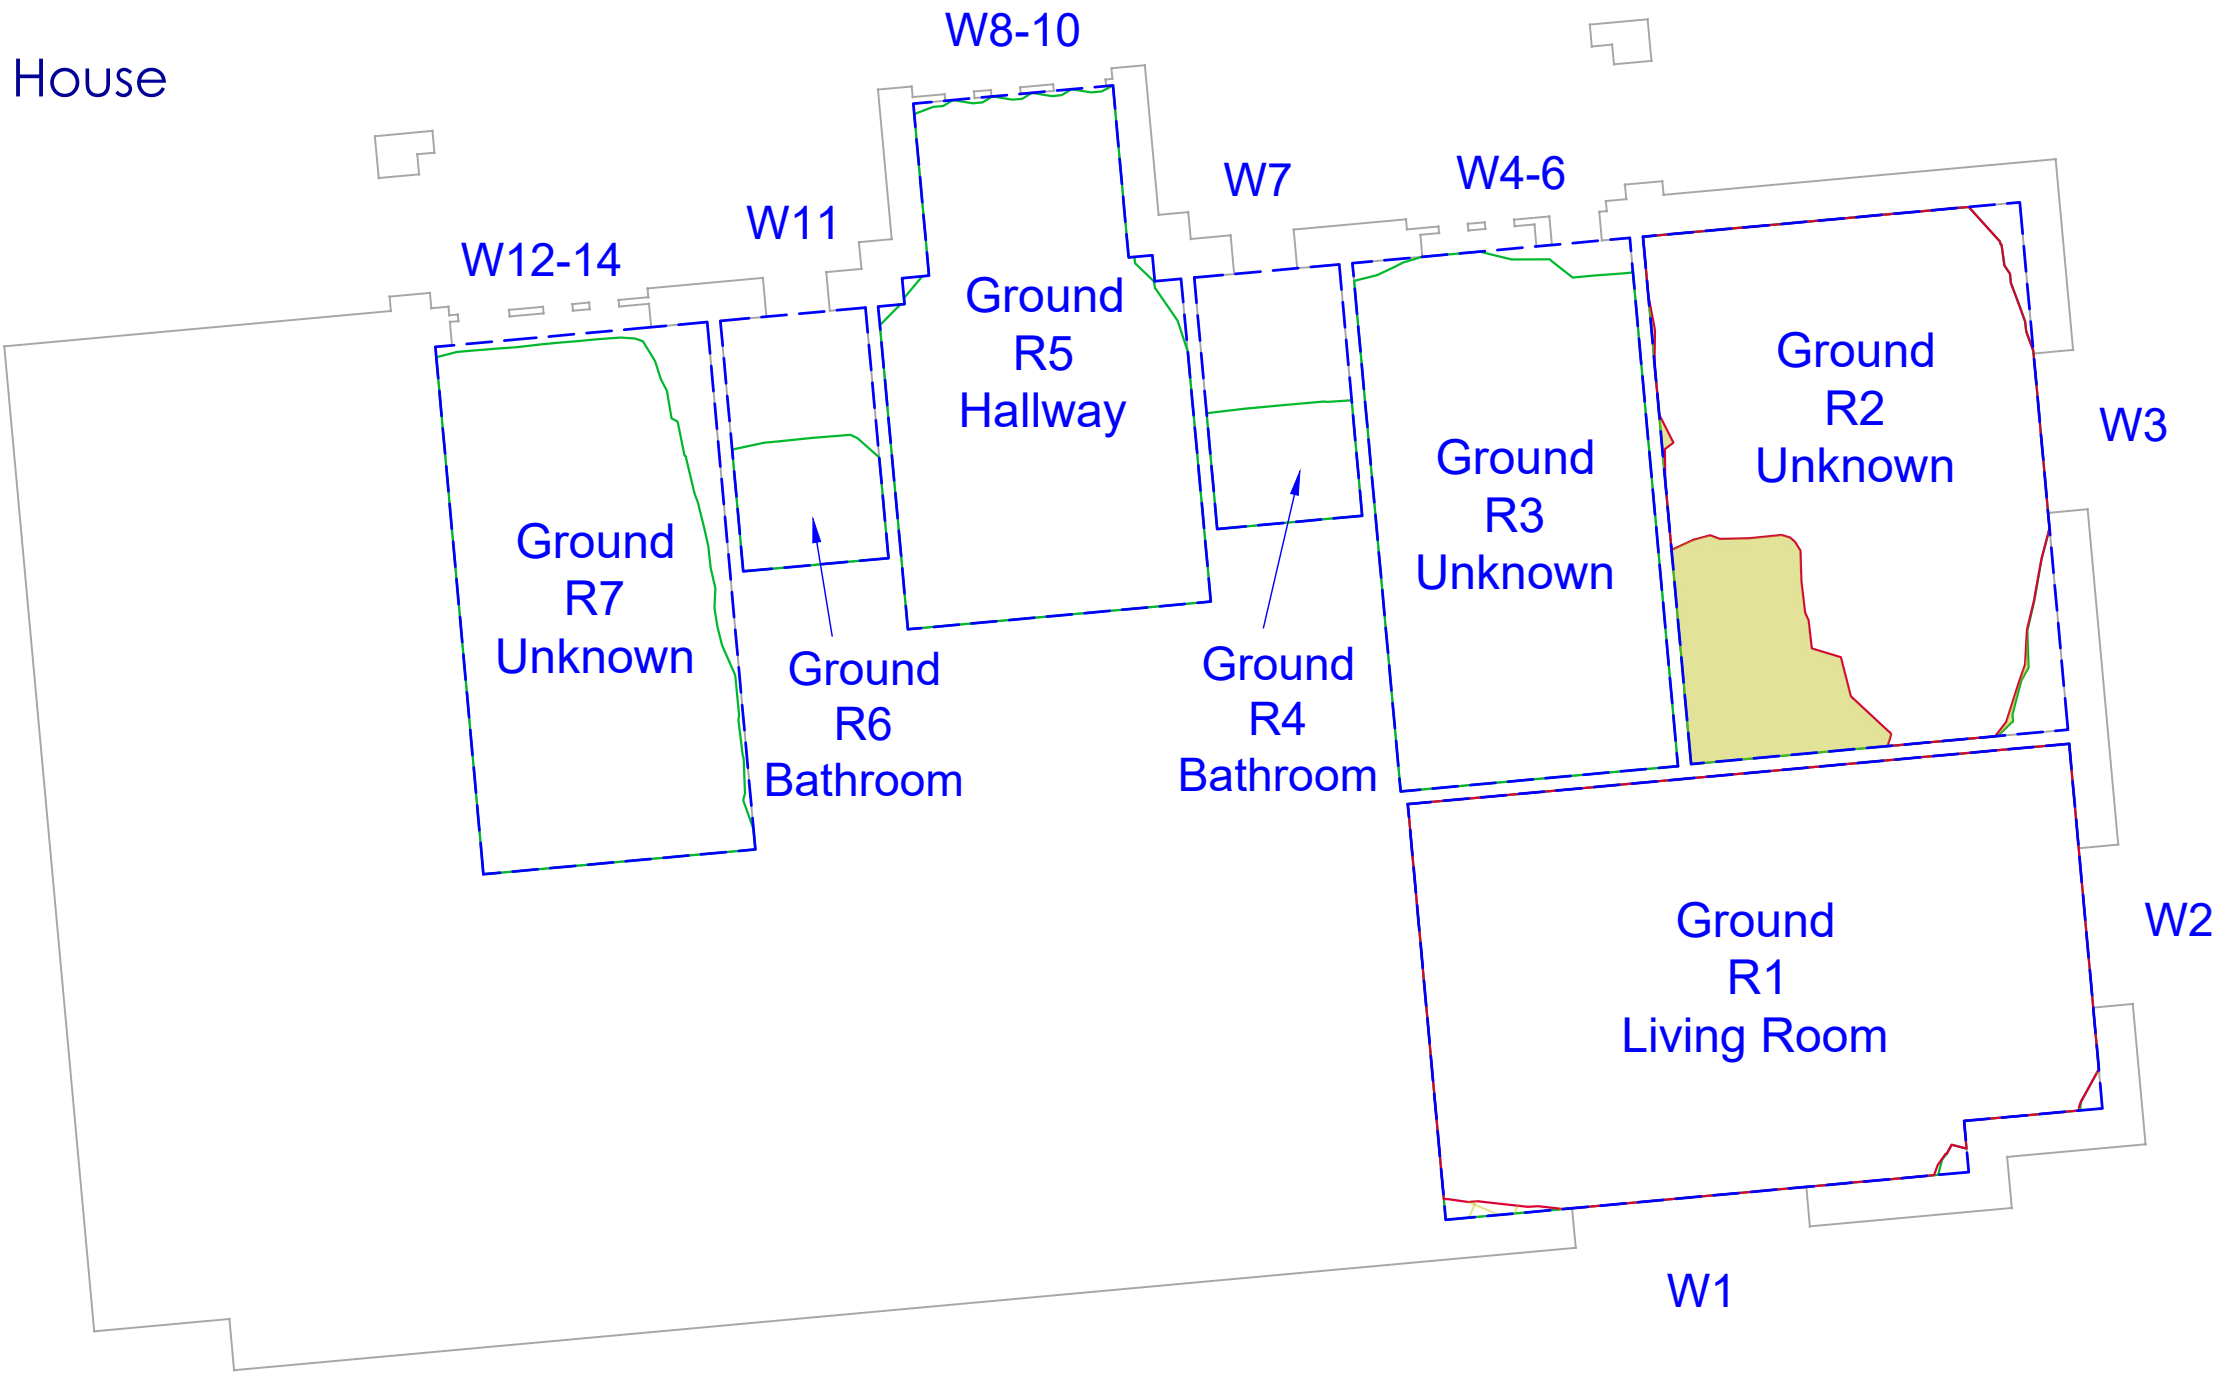 W8-10
House
W7
W4-6
W11
W12-14
Ground
R5
Hallway
Ground
R2
Unknown
W3
Ground
R3
Unknown
Ground
R7
Unknown
Ground
R6
Bathroom
Ground
R4
Bathroom
Ground
R1
Living Room
W2
W1